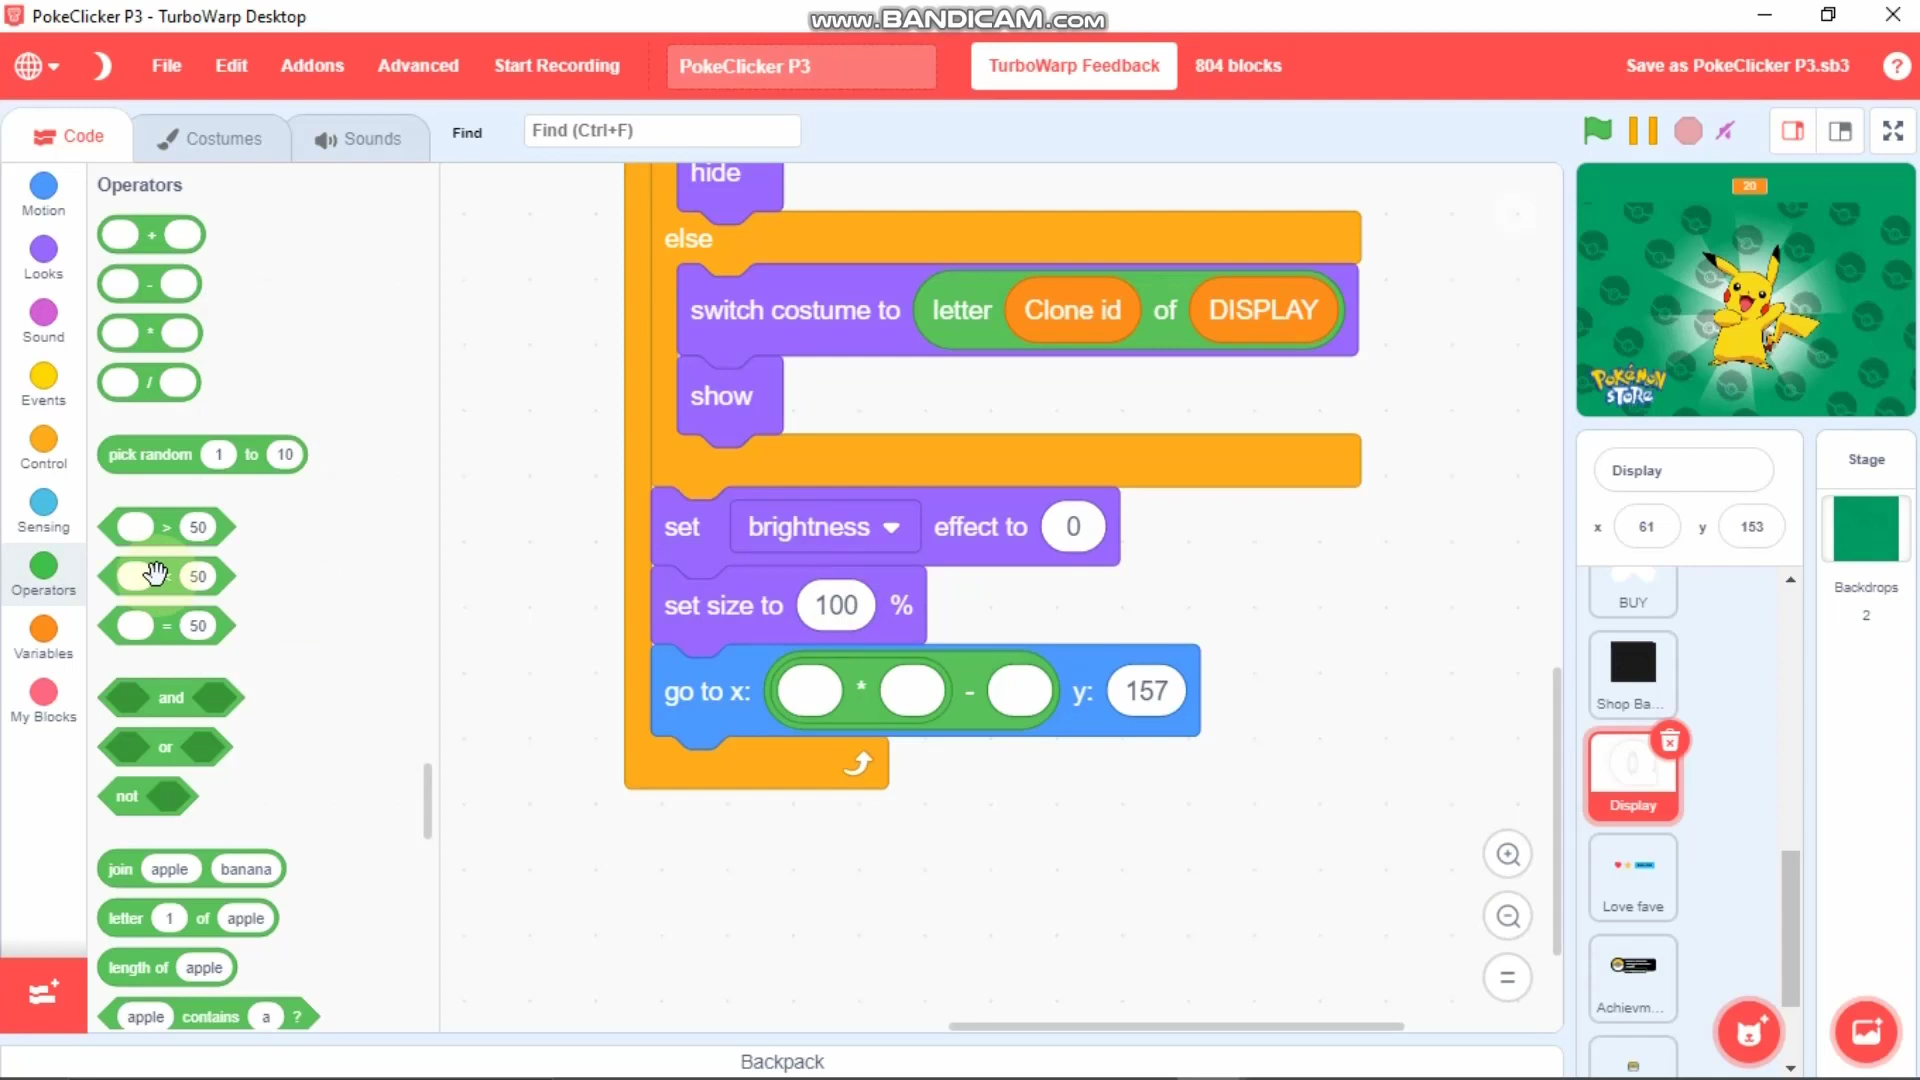 PokeClicker P3 - TurboWarp Desktop
www.BANDICAM.com
File Edit Addons Advanced Start Recording PokeClicker P3 TurboWarp Feedback 804 blocks Save as PokeClicker P3.sb3 ?
Code Costumes Sounds Find Find (Ctrl+F)
Motion
Looks
Sound
Events
Control
Sensing
Operators
Variables
My Blocks
Operators
+
-
*
/
pick random 1 to 10
> 50
50
= 50
and
or
not
join apple banana
letter 1 of apple
length of apple
apple contains a ?
hide
else
switch costume to letter Clone id of DISPLAY
show
set brightness effect to 0
set size to 100 %
go to x: * - y: 157
20
POKéMON
STORE
Display
x 61 y 153
BUY
Shop Ba...
Display
Love fave
Achievm...
Stage
Backdrops
2
Backpack